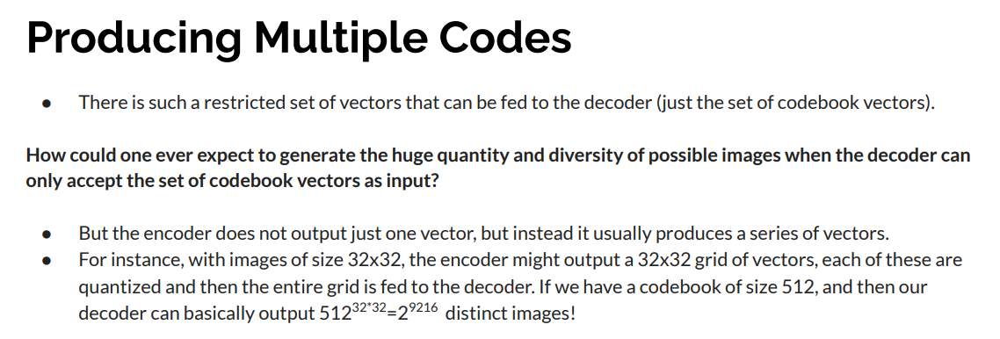 Producing Multiple Codes
● There is such a restricted set of vectors that can be fed to the decoder (just the set of codebook vectors).
How could one ever expect to generate the huge quantity and diversity of possible images when the decoder can
only accept the set of codebook vectors as input?
● But the encoder does not output just one vector, but instead it usually produces a series of vectors.
● For instance, with images of size 32x32, the encoder might output a 32x32 grid of vectors, each of these are
quantized and then the entire grid is fed to the decoder. If we have a codebook of size 512, and then our
decoder can basically output 512^32*32=2^9216 distinct images!